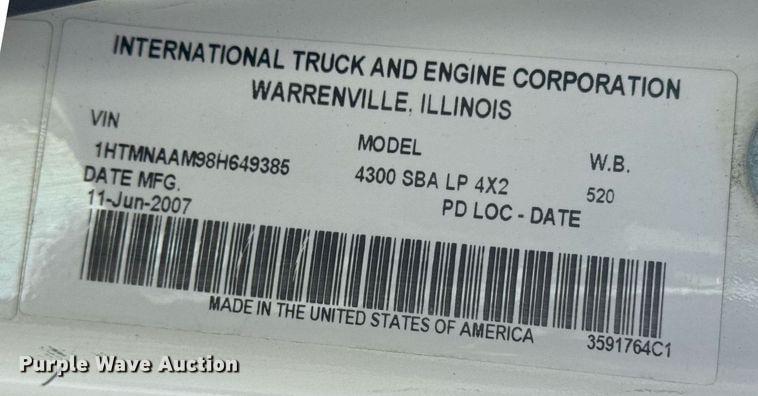 INTERNATIONAL TRUCK AND ENGINE CORPORATION
WARRENVILLE, ILLINOIS
VIN MODEL W.B.
1HTMNAAM98H649385 4300 SBA LP 4X2 520
DATE MFG. PD LOC - DATE
11-Jun-2007
MADE IN THE UNITED STATES OF AMERICA 3591764C1
Purple Wave Auction